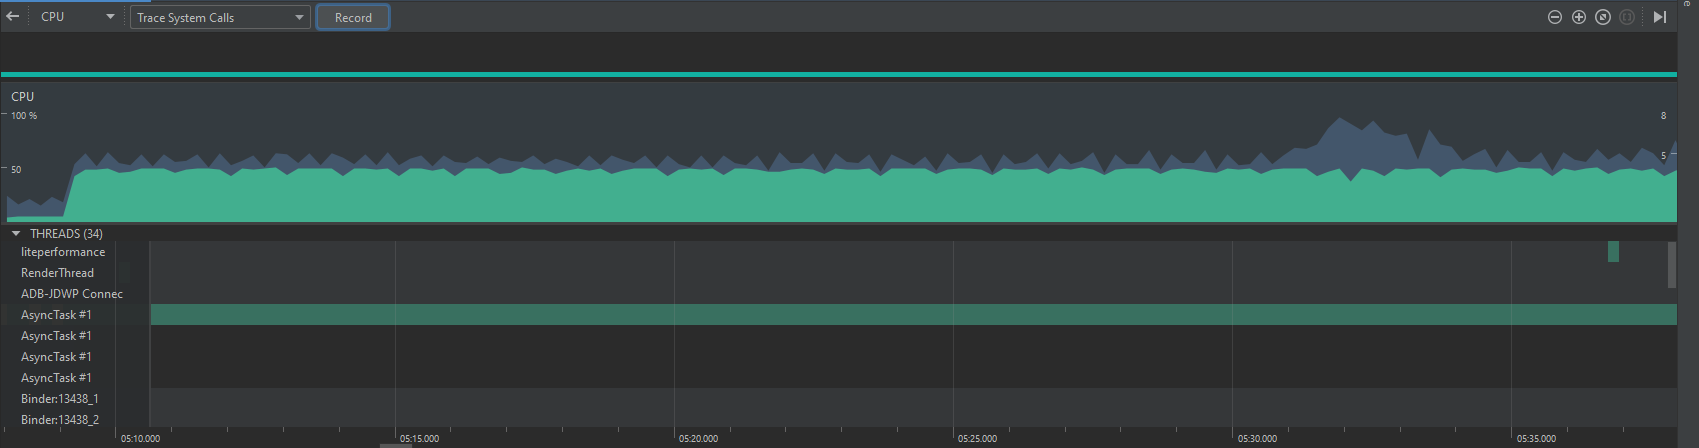 CPU Trace System Calls Record
CPU
100 % 8
50 5
THREADS (34)
liteperformance
RenderThread
ADB-JDWP Connec
AsyncTask #1
AsyncTask #1
AsyncTask #1
AsyncTask #1
Binder:13438_1
Binder:13438_2
05:10.000 05:15.000 05:20.000 05:25.000 05:30.000 05:35.000